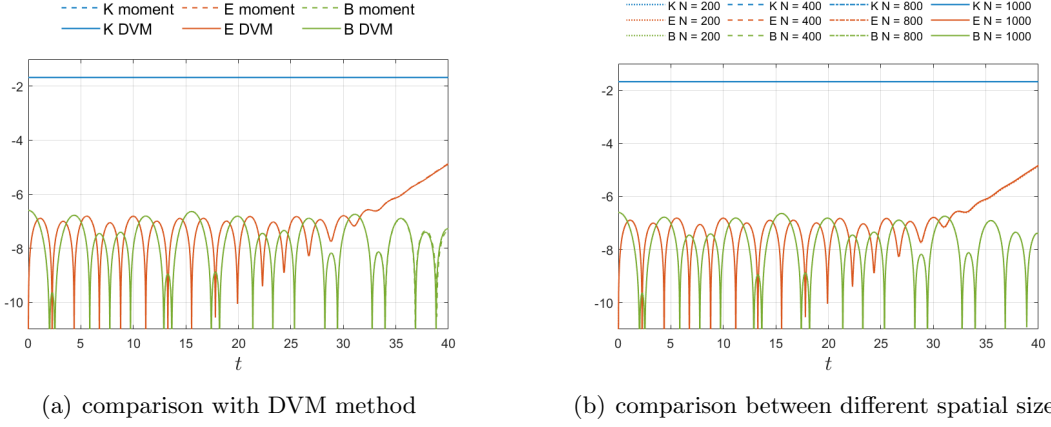 K moment E moment B moment
K DVM E DVM B DVM
-2
-4
-6
-8
-10
0 5 10 15 20 25 30 35 40
t
(a) comparison with DVM method
K N = 200 K N = 400 K N = 800 K N = 1000
E N = 200 E N = 400 E N = 800 E N = 1000
B N = 200 B N = 400 B N = 800 B N = 1000
-2
-4
-6
-8
-10
0 5 10 15 20 25 30 35 40
t
(b) comparison between different spatial size